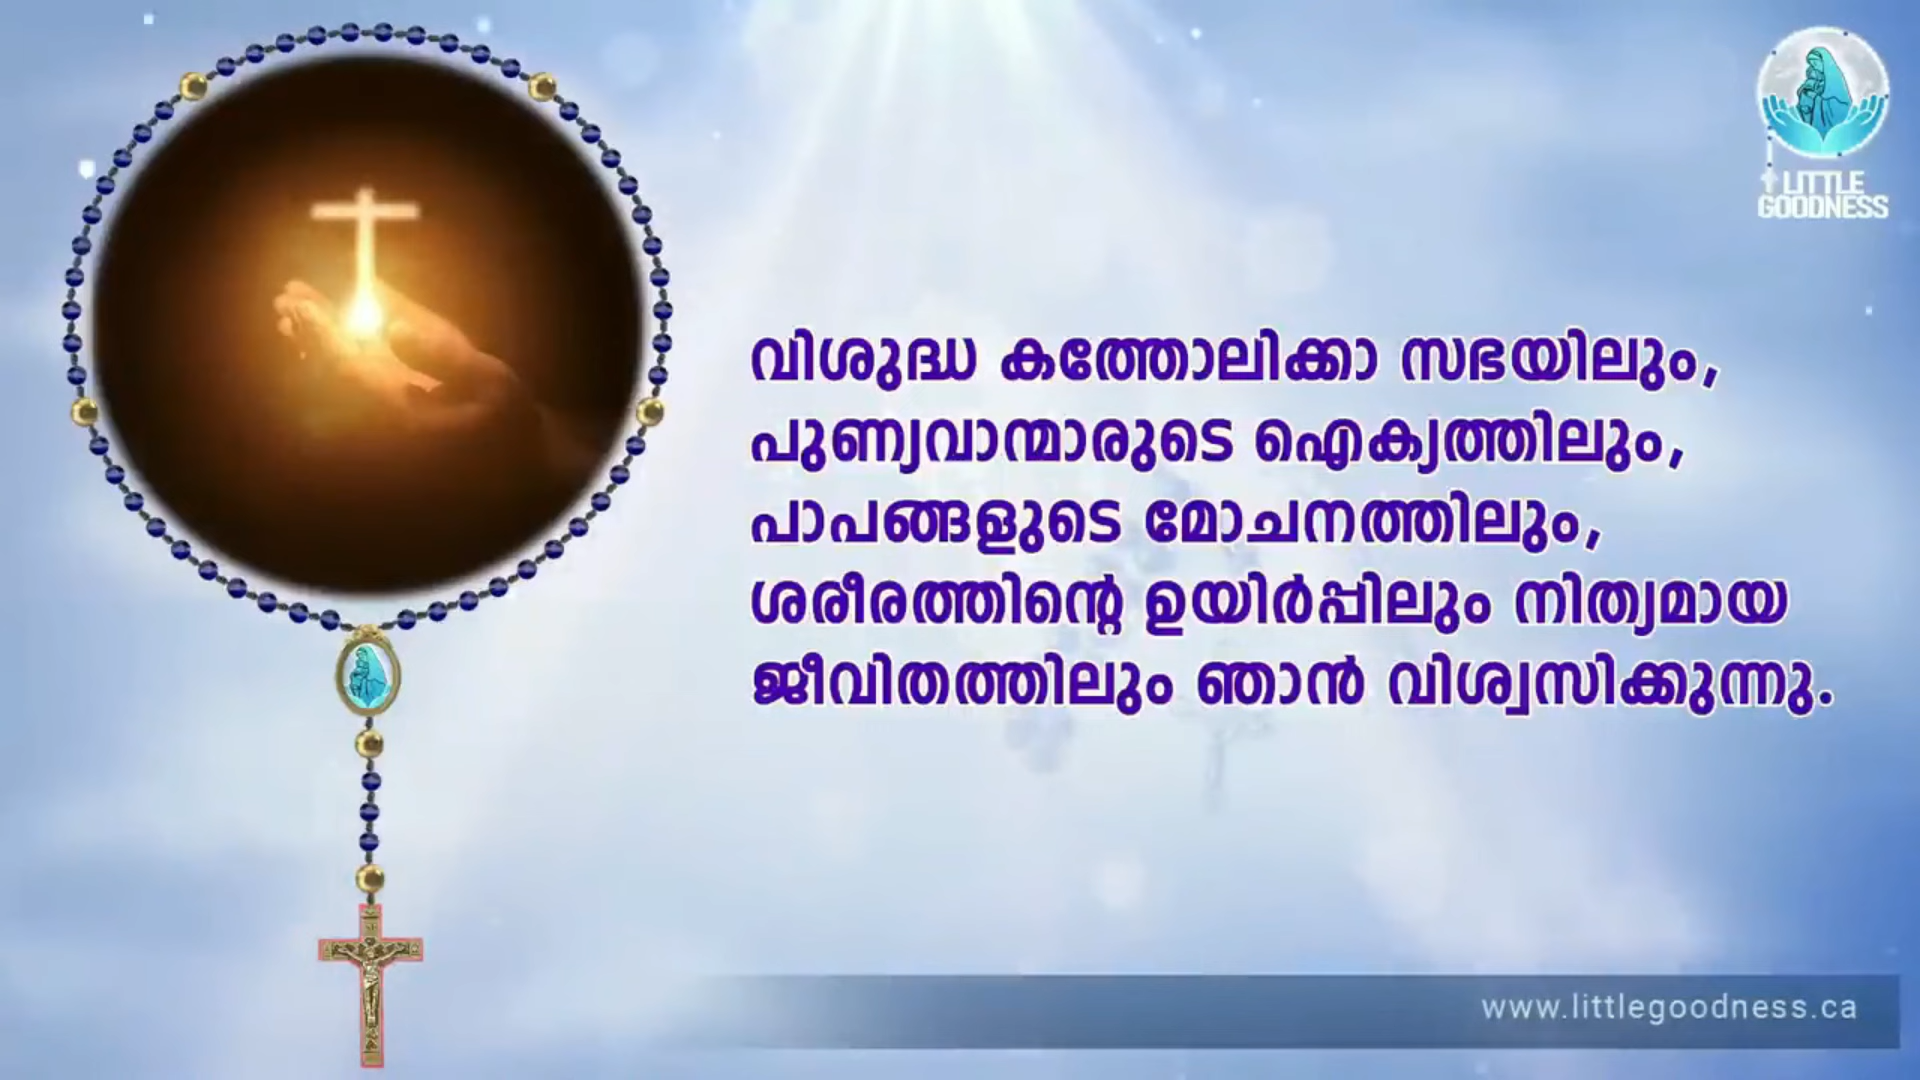 LITTLE
GOODNESS
വിശുദ്ധ കത്തോലിക്കാ സഭയിലും,
പുണ്യവാന്മാരുടെ ഐക്യത്തിലും,
പാപങ്ങളുടെ മോചനത്തിലും,
ശരീരത്തിന്റെ ഉയിർപ്പിലും നിത്യമായ
ജീവിതത്തിലും ഞാൻ വിശ്വസിക്കുന്നു.
www.littlegoodness.ca